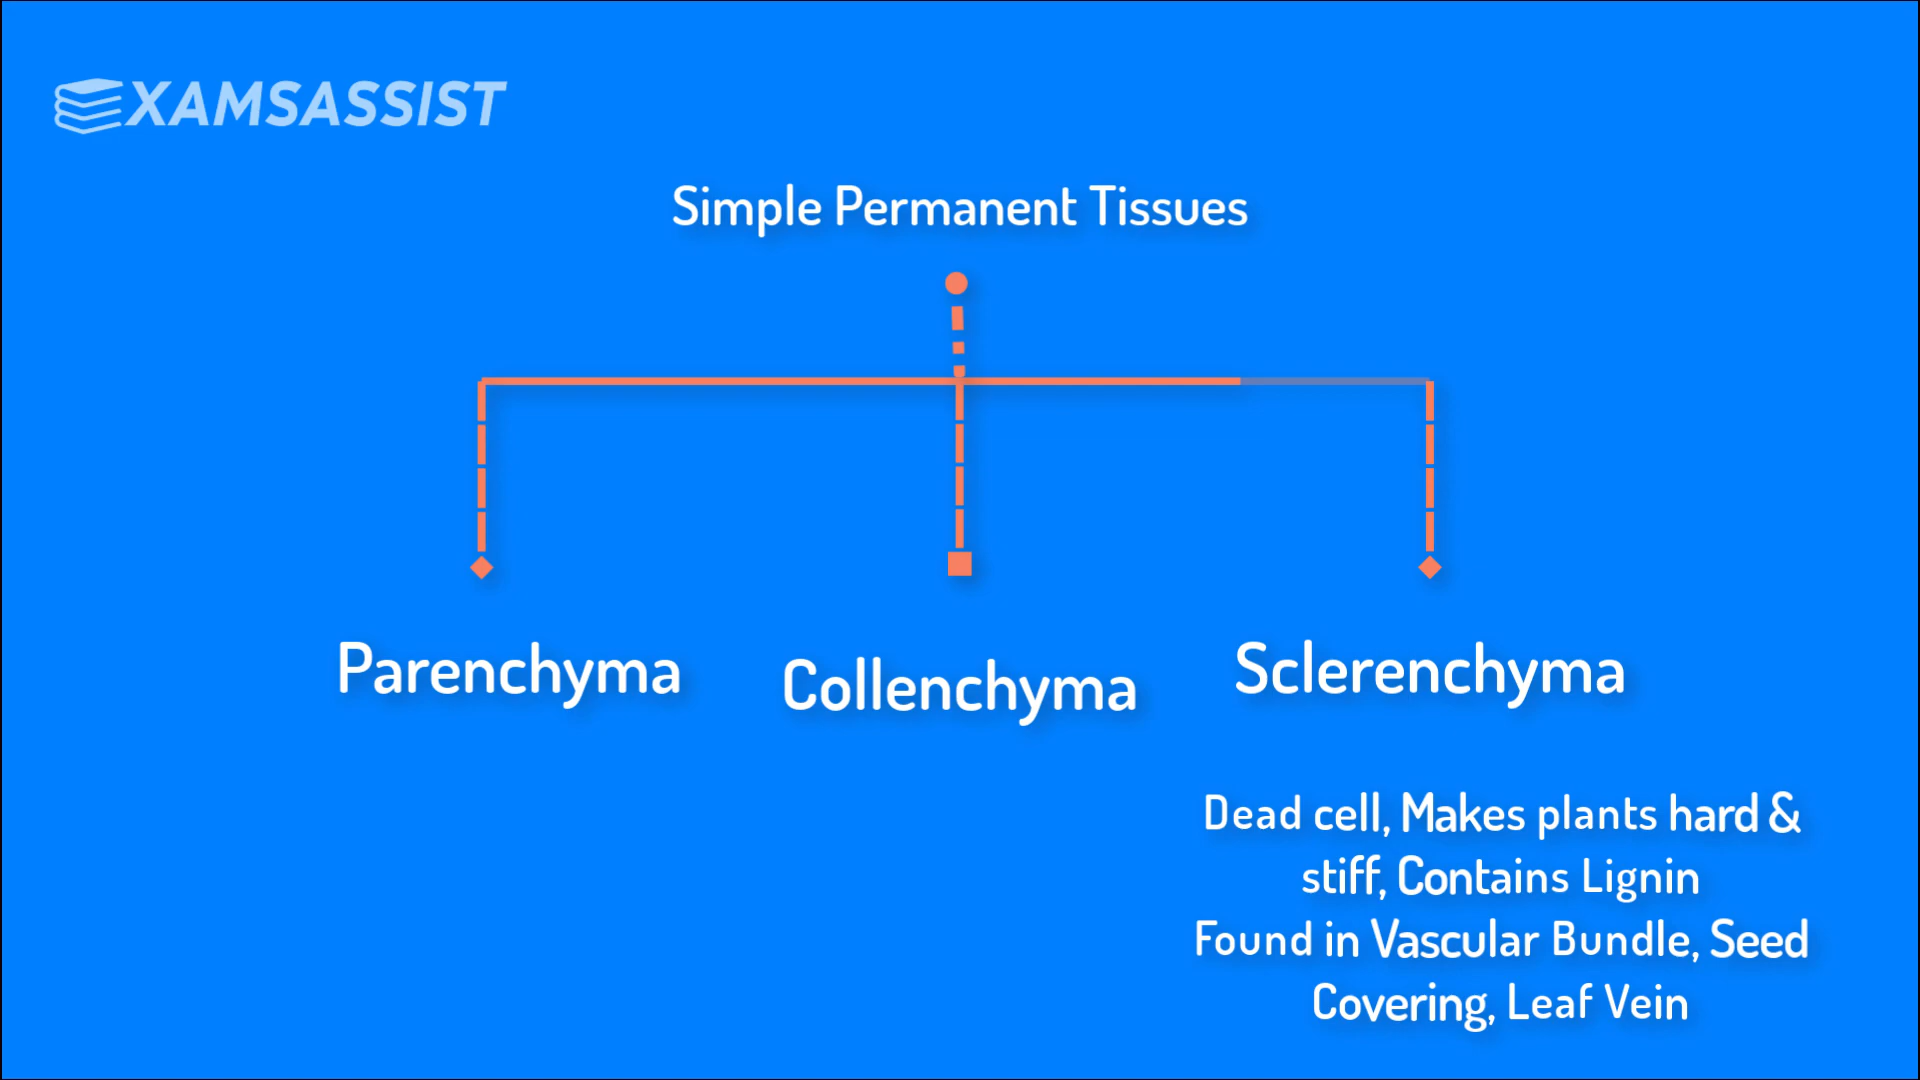 XAMSASSIST
Simple Permanent Tissues
Parenchyma
Collenchyma
Sclerenchyma
Dead cell, Makes plants hard &
stiff, Contains Lignin
Found in Vascular Bundle, Seed
Covering, Leaf Vein